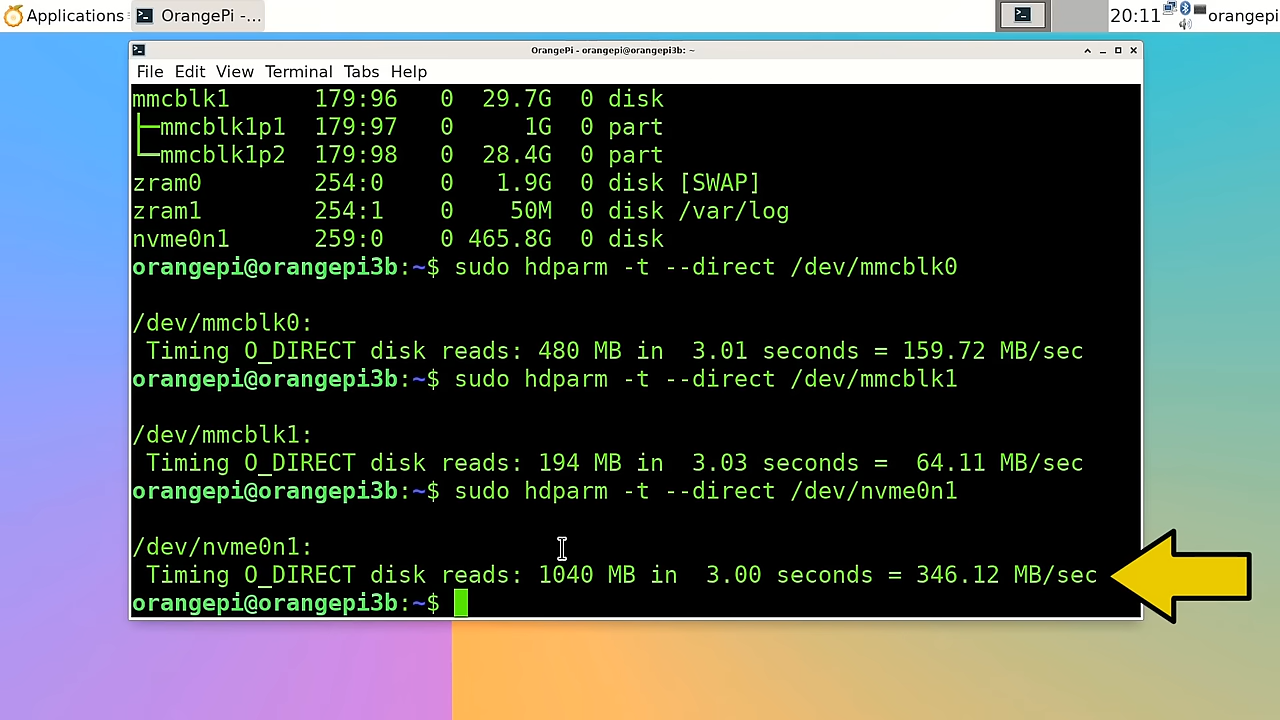 Applications OrangePi -... 20:11 orangepi
OrangePi - orangepi@orangepi3b: ~
File Edit View Terminal Tabs Help
mmcblk1 179:96 0 29.7G 0 disk
├─mmcblk1p1 179:97 0 1G 0 part
└─mmcblk1p2 179:98 0 28.4G 0 part
zram0 254:0 0 1.9G 0 disk [SWAP]
zram1 254:1 0 50M 0 disk /var/log
nvme0n1 259:0 0 465.8G 0 disk
orangepi@orangepi3b:~$ sudo hdparm -t --direct /dev/mmcblk0
/dev/mmcblk0:
Timing O_DIRECT disk reads: 480 MB in 3.01 seconds = 159.72 MB/sec
orangepi@orangepi3b:~$ sudo hdparm -t --direct /dev/mmcblk1
/dev/mmcblk1:
Timing O_DIRECT disk reads: 194 MB in 3.03 seconds = 64.11 MB/sec
orangepi@orangepi3b:~$ sudo hdparm -t --direct /dev/nvme0n1
/dev/nvme0n1:
Timing O_DIRECT disk reads: 1040 MB in 3.00 seconds = 346.12 MB/sec
orangepi@orangepi3b:~$